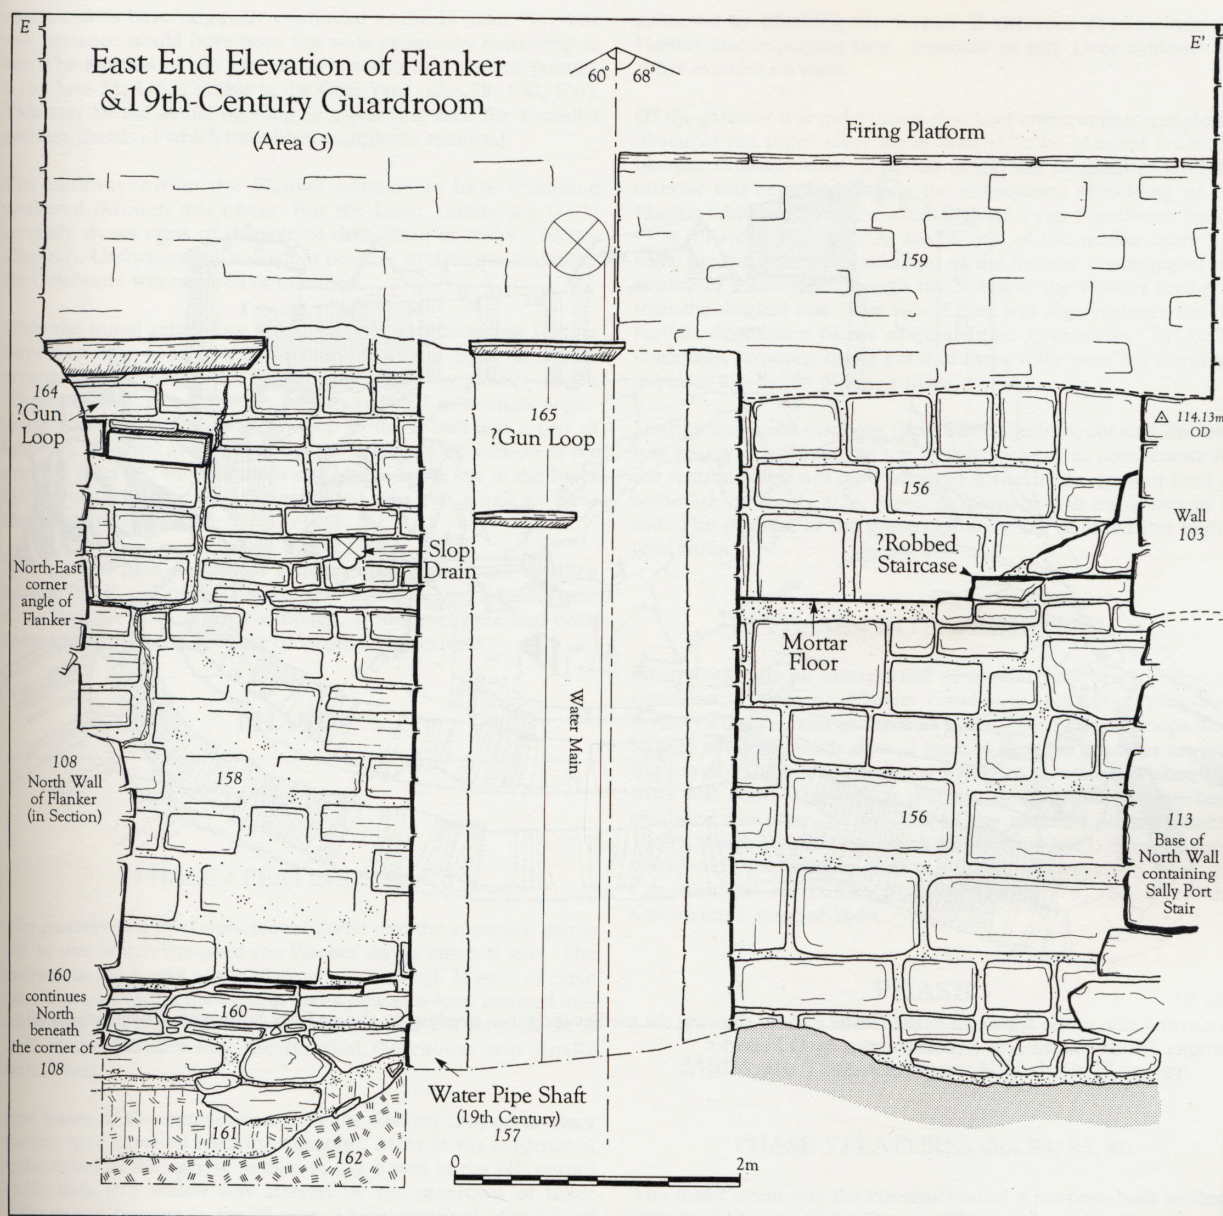 E
E'
East End Elevation of Flanker
&19th-Century Guardroom
(Area G)
60° 68°
Firing Platform
159
164
?Gun
Loop
165
?Gun Loop
114.13m
OD
156
Wall
103
?Robbed
Staircase
Slop
Drain
North-East
corner
angle of
Flanker
Mortar
Floor
Water Main
108
North Wall
of Flanker
(in Section)
158
156
113
Base of
North Wall
containing
Sally Port
Stair
160
continues
North
beneath
the corner of
108
160
Water Pipe Shaft
(19th Century)
157
161
162
0
2m